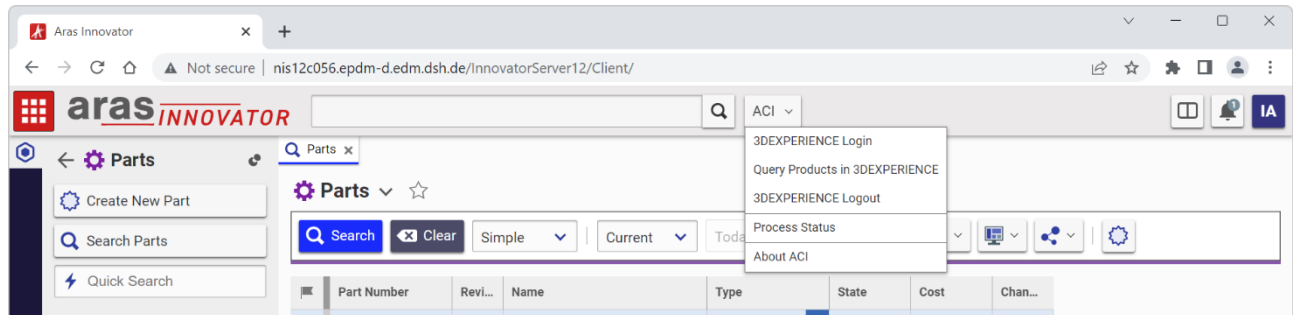 Aras Innovator
Not secure | nis12c056.epdm-d.edm.dsh.de/InnovatorServer12/Client/
aras INNOVATOR
ACI
1
IA
3DEXPERIENCE Login
Query Products in 3DEXPERIENCE
3DEXPERIENCE Logout
Process Status
About ACI
Parts
Create New Part
Search Parts
Quick Search
Parts
Parts
Search Clear Simple Current Toda
Part Number Revi... Name Type State Cost Chan...